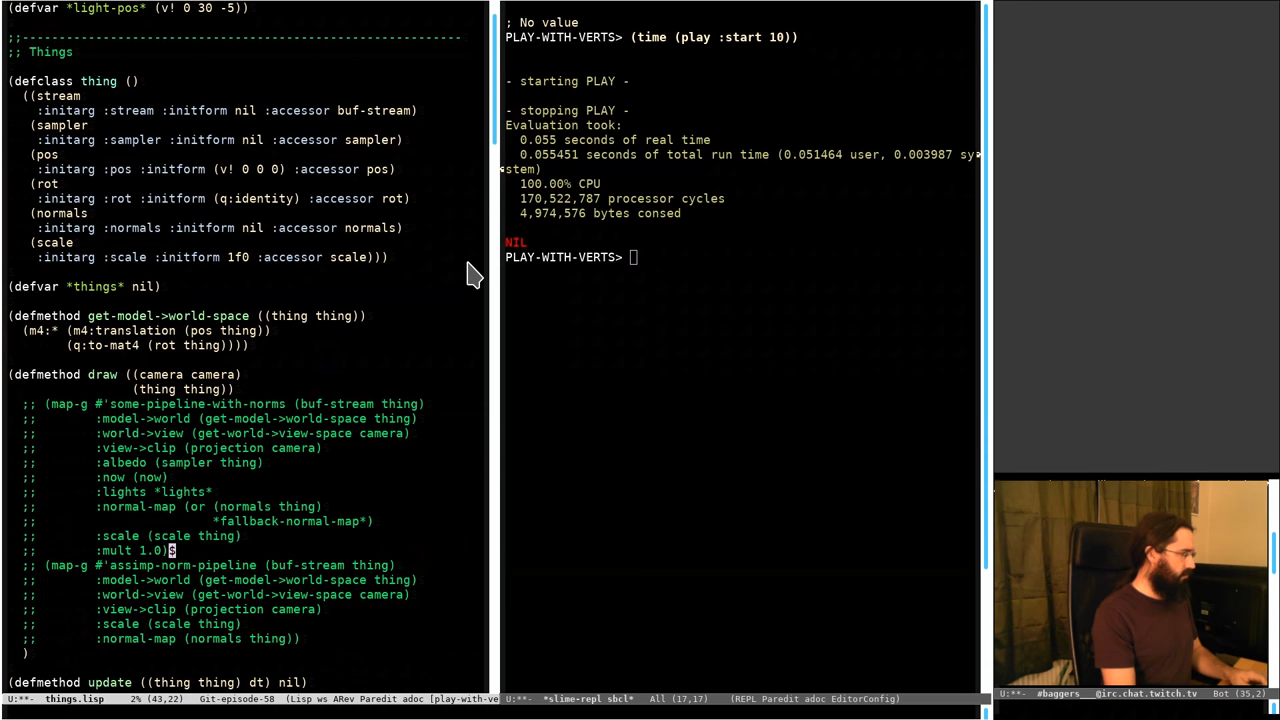 (defvar *light-pos* (v! 0 30 -5))
;;------------------------------------------------------------
;; Things
(defclass thing ()
  ((stream
    :initarg :stream :initform nil :accessor buf-stream)
   (sampler
    :initarg :sampler :initform nil :accessor sampler)
   (pos
    :initarg :pos :initform (v! 0 0 0) :accessor pos)
   (rot
    :initarg :rot :initform (q:identity) :accessor rot)
   (normals
    :initarg :normals :initform nil :accessor normals)
   (scale
    :initarg :scale :initform 1f0 :accessor scale)))
(defvar *things* nil)
(defmethod get-model->world-space ((thing thing))
  (m4:* (m4:translation (pos thing))
        (q:to-mat4 (rot thing))))
(defmethod draw ((camera camera)
                 (thing thing))
  ;; (map-g #'some-pipeline-with-norms (buf-stream thing)
  ;;        :model->world (get-model->world-space thing)
  ;;        :world->view (get-world->view-space camera)
  ;;        :view->clip (projection camera)
  ;;        :albedo (sampler thing)
  ;;        :now (now)
  ;;        :lights *lights*
  ;;        :normal-map (or (normals thing)
  ;;                        *fallback-normal-map*)
  ;;        :scale (scale thing)
  ;;        :mult 1.0)$
  ;; (map-g #'assimp-norm-pipeline (buf-stream thing)
  ;;        :model->world (get-model->world-space thing)
  ;;        :world->view (get-world->view-space camera)
  ;;        :view->clip (projection camera)
  ;;        :scale (scale thing)
  ;;        :normal-map (normals thing))
  )
(defmethod update ((thing thing) dt) nil)
U:**-  things.lisp    2% (43,22)    Git-episode-58  (Lisp ws ARev Paredit adoc [play-with-ve
; No value
PLAY-WITH-VERTS> (time (play :start 10))
- starting PLAY -
- stopping PLAY -
Evaluation took:
  0.055 seconds of real time
  0.055451 seconds of total run time (0.051464 user, 0.003987 sy
stem)
  100.00% CPU
  170,522,787 processor cycles
  4,974,576 bytes consed
NIL
PLAY-WITH-VERTS>
U:**-  *slime-repl sbcl*   All (17,17)    (REPL Paredit adoc EditorConfig)
U:**-  #baggers___@irc.chat.twitch.tv   Bot (35,2)